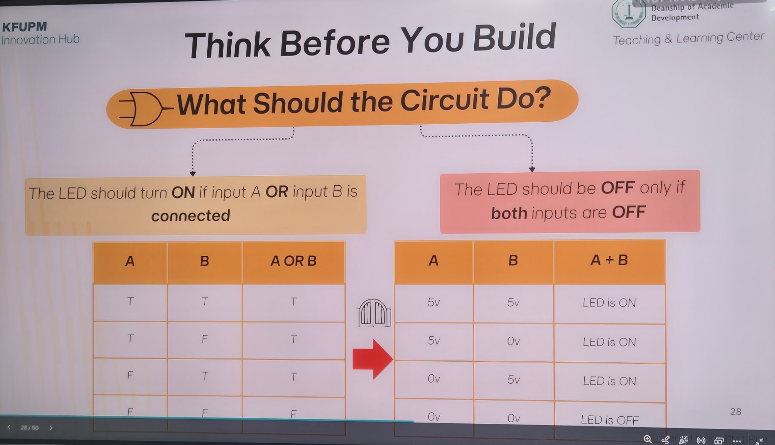 KFUPM
Innovation Hub
Think Before You Build
Deanship of Academic
Development
Teaching & Learning Center
What Should the Circuit Do?
The LED should turn ON if input A OR input B is
connected
The LED should be OFF only if
both inputs are OFF
A B A OR B
T T T
T F T
F T T
F F F
A B A + B
5v 5v LED is ON
5v 0v LED is ON
0v 5v LED is ON
0v 0v LED is OFF
28
28 / 50